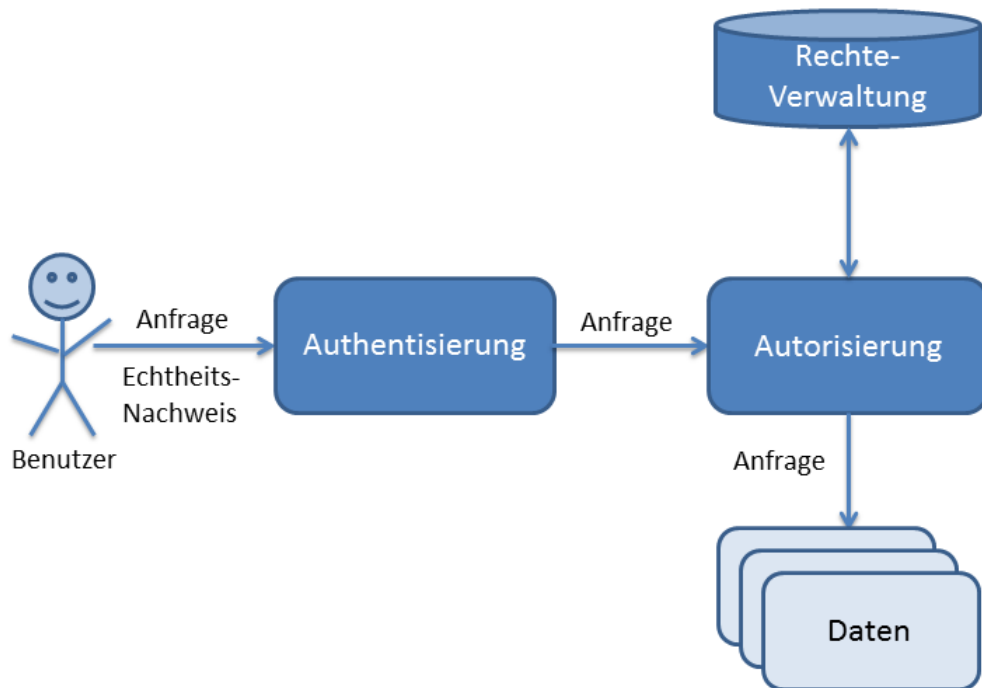 Rechte-
Verwaltung
Anfrage
Echtheits-
Nachweis
Benutzer
Authentisierung
Anfrage
Autorisierung
Anfrage
Daten